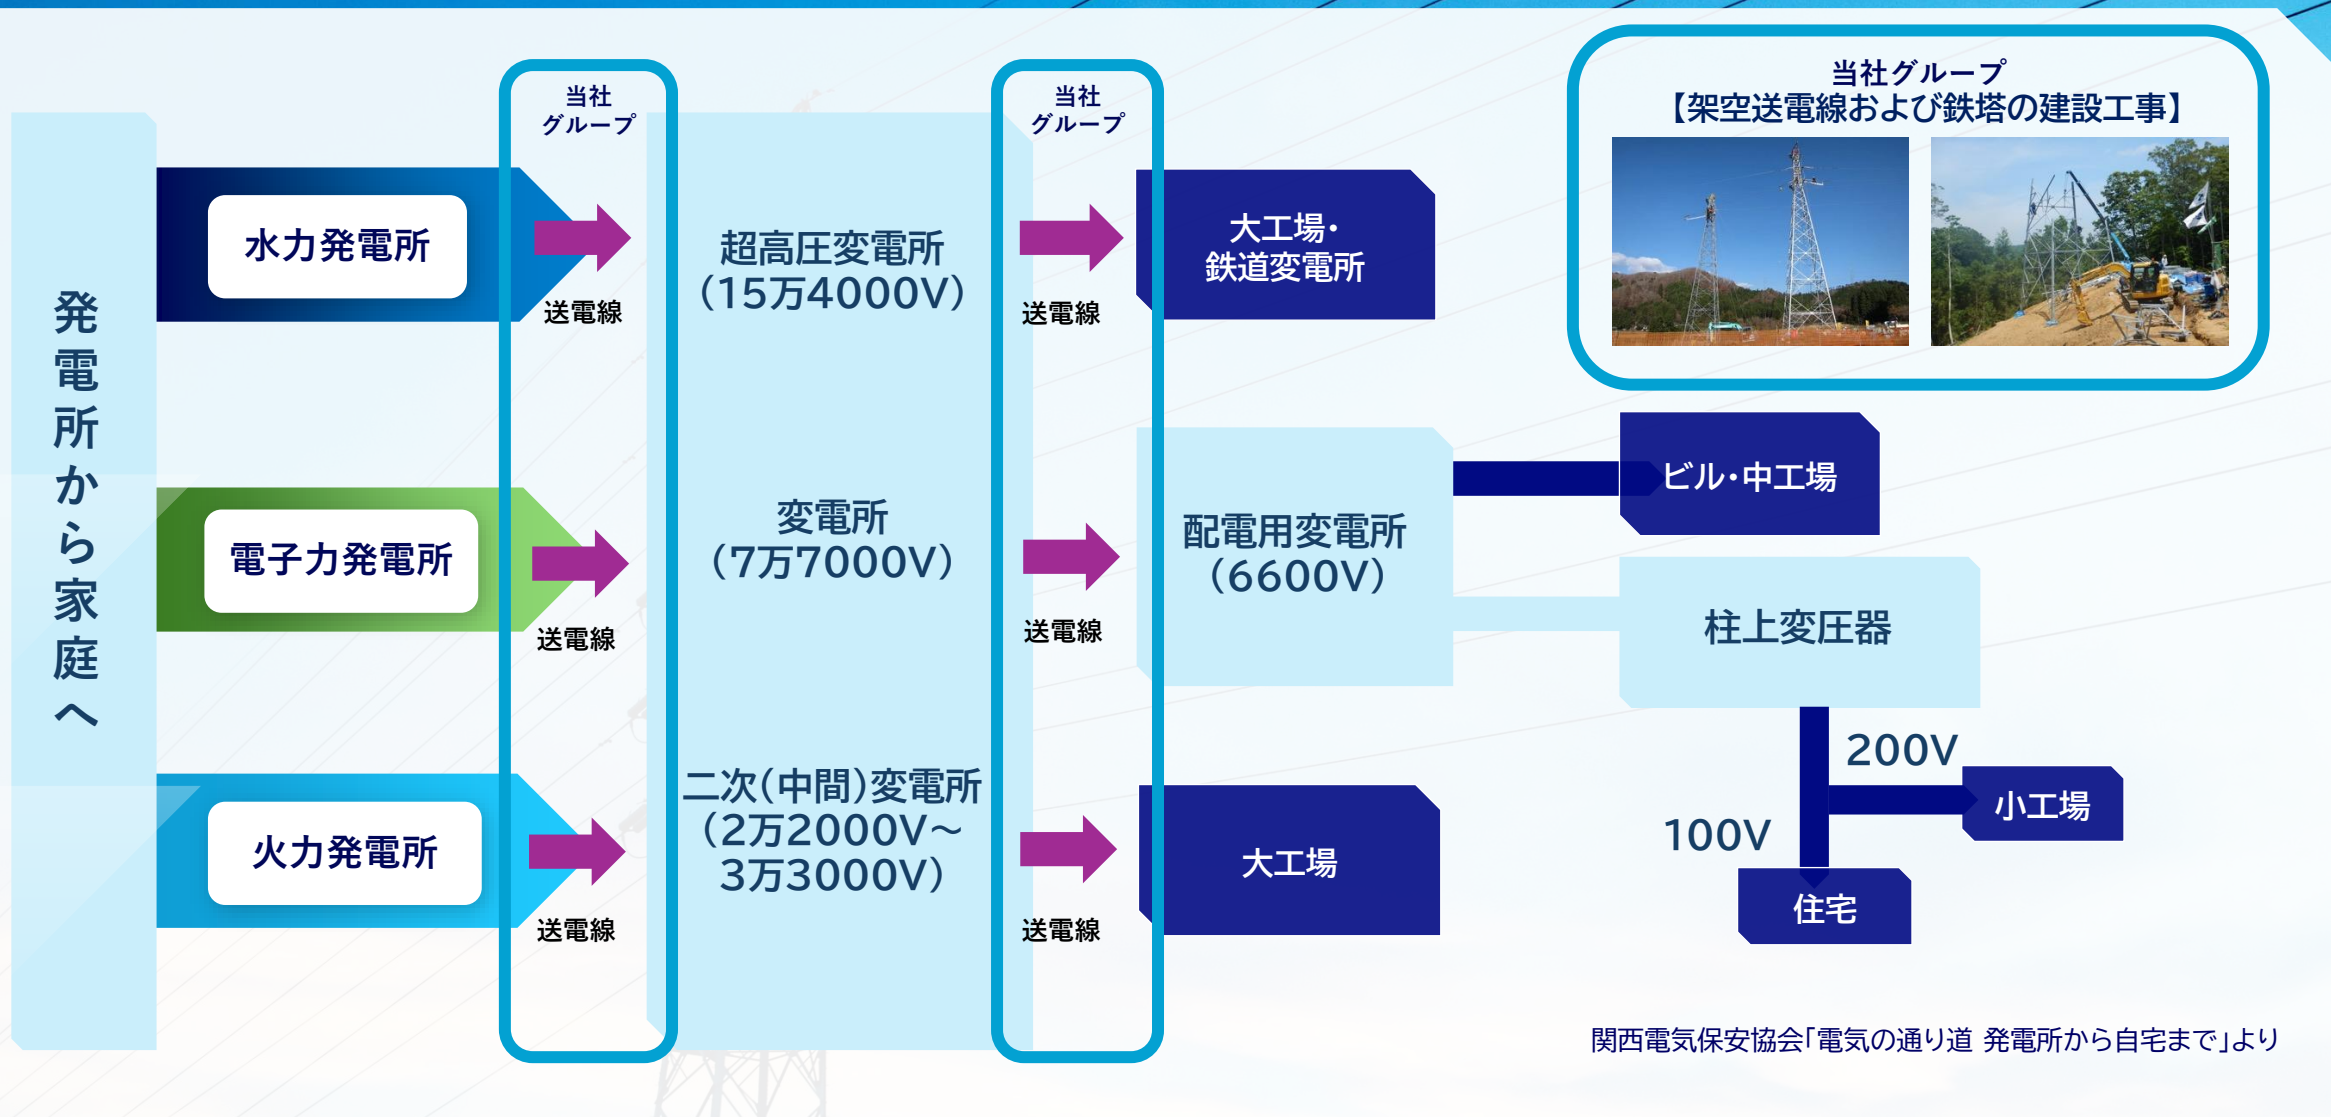 発電所から家庭へ
当社
グループ
当社
グループ
当社グループ
【架空送電線および鉄塔の建設工事】
水力発電所
送電線
超高圧変電所
(15万4000V)
送電線
大工場・
鉄道変電所
電子力発電所
送電線
変電所
(7万7000V)
送電線
配電用変電所
(6600V)
ビル・中工場
柱上変圧器
200V
小工場
100V
住宅
火力発電所
送電線
二次(中間)変電所
(2万2000V~
3万3000V)
送電線
大工場
関西電気保安協会「電気の通り道 発電所から自宅まで」より